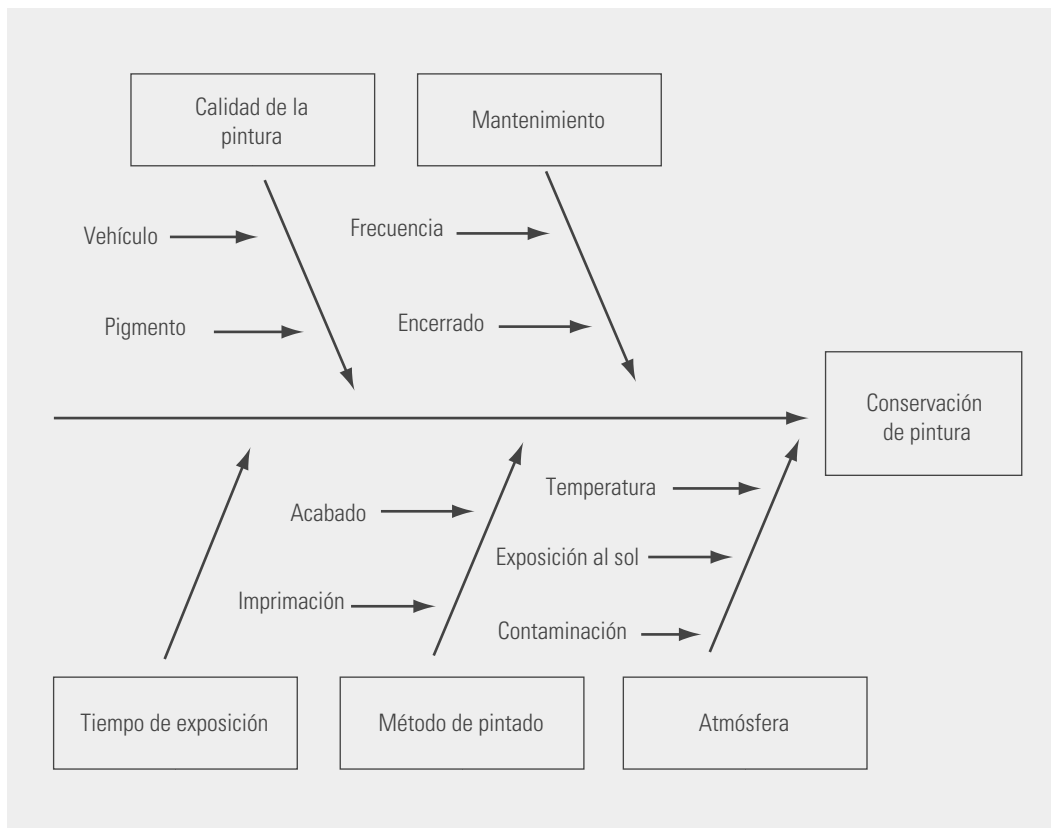 Calidad de la
pintura
Mantenimiento
Vehículo
Frecuencia
Pigmento
Encerrado
Conservación
de pintura
Temperatura
Acabado
Exposición al sol
Imprimación
Contaminación
Tiempo de exposición
Método de pintado
Atmósfera